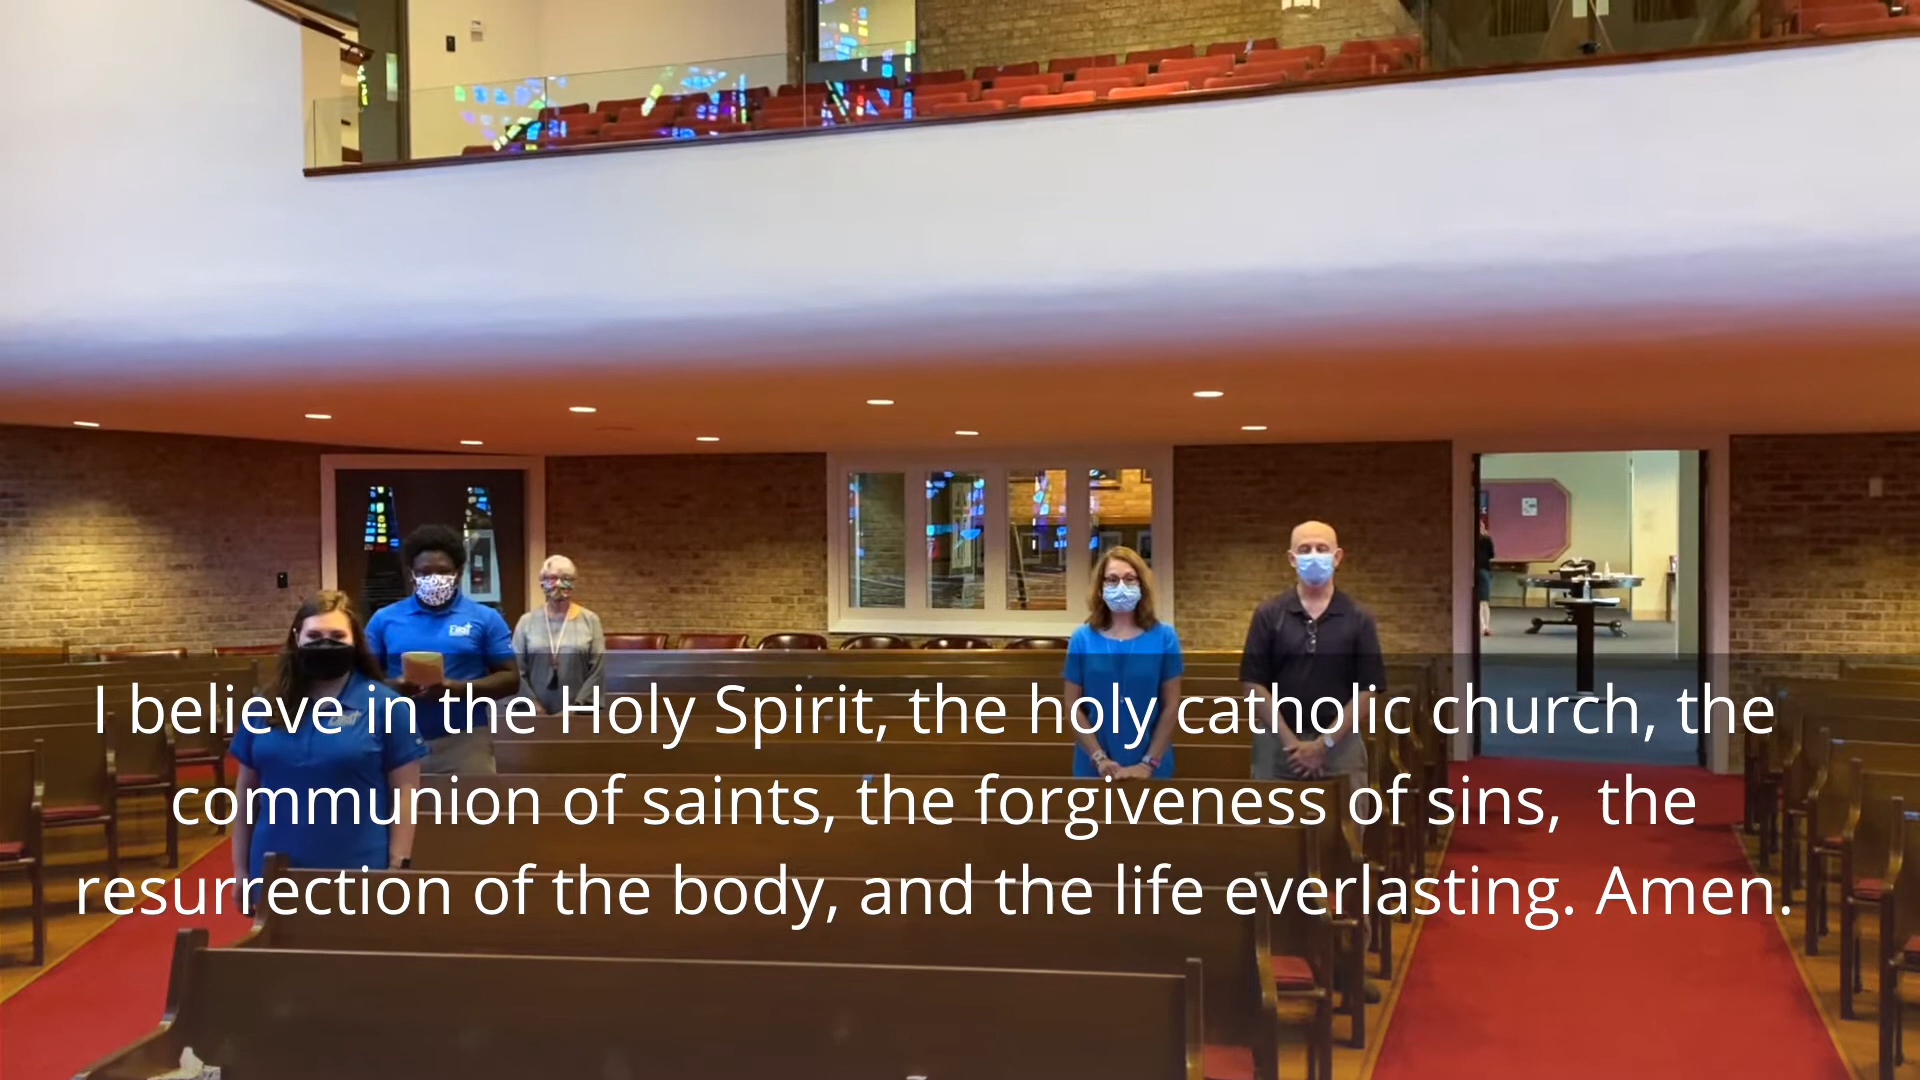 First
I believe in the Holy Spirit, the holy catholic church, the
communion of saints, the forgiveness of sins,  the
resurrection of the body, and the life everlasting. Amen.